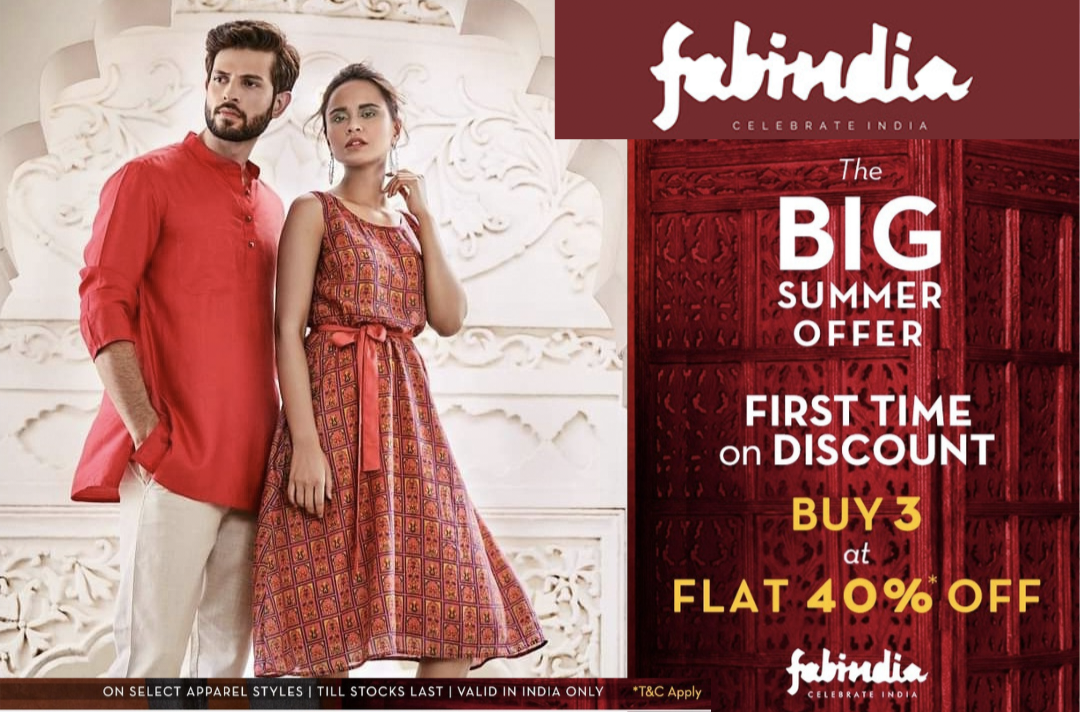 fabindia
CELEBRATE INDIA
The
BIG
SUMMER
OFFER
FIRST TIME
on DISCOUNT
BUY 3
at
FLAT 40%* OFF
fabindia
CELEBRATE INDIA
ON SELECT APPAREL STYLES | TILL STOCKS LAST | VALID IN INDIA ONLY *T&C Apply